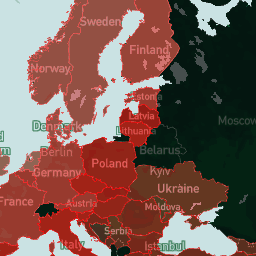 Sweden
Finland
Norway
Estonia
Latvia
Denmark
Lithuania
Moscow
Belarus
Berlin
Poland
Kyiv
Germany
Ukraine
France
Austria
Moldova
Serbia
Italy
Istanbul